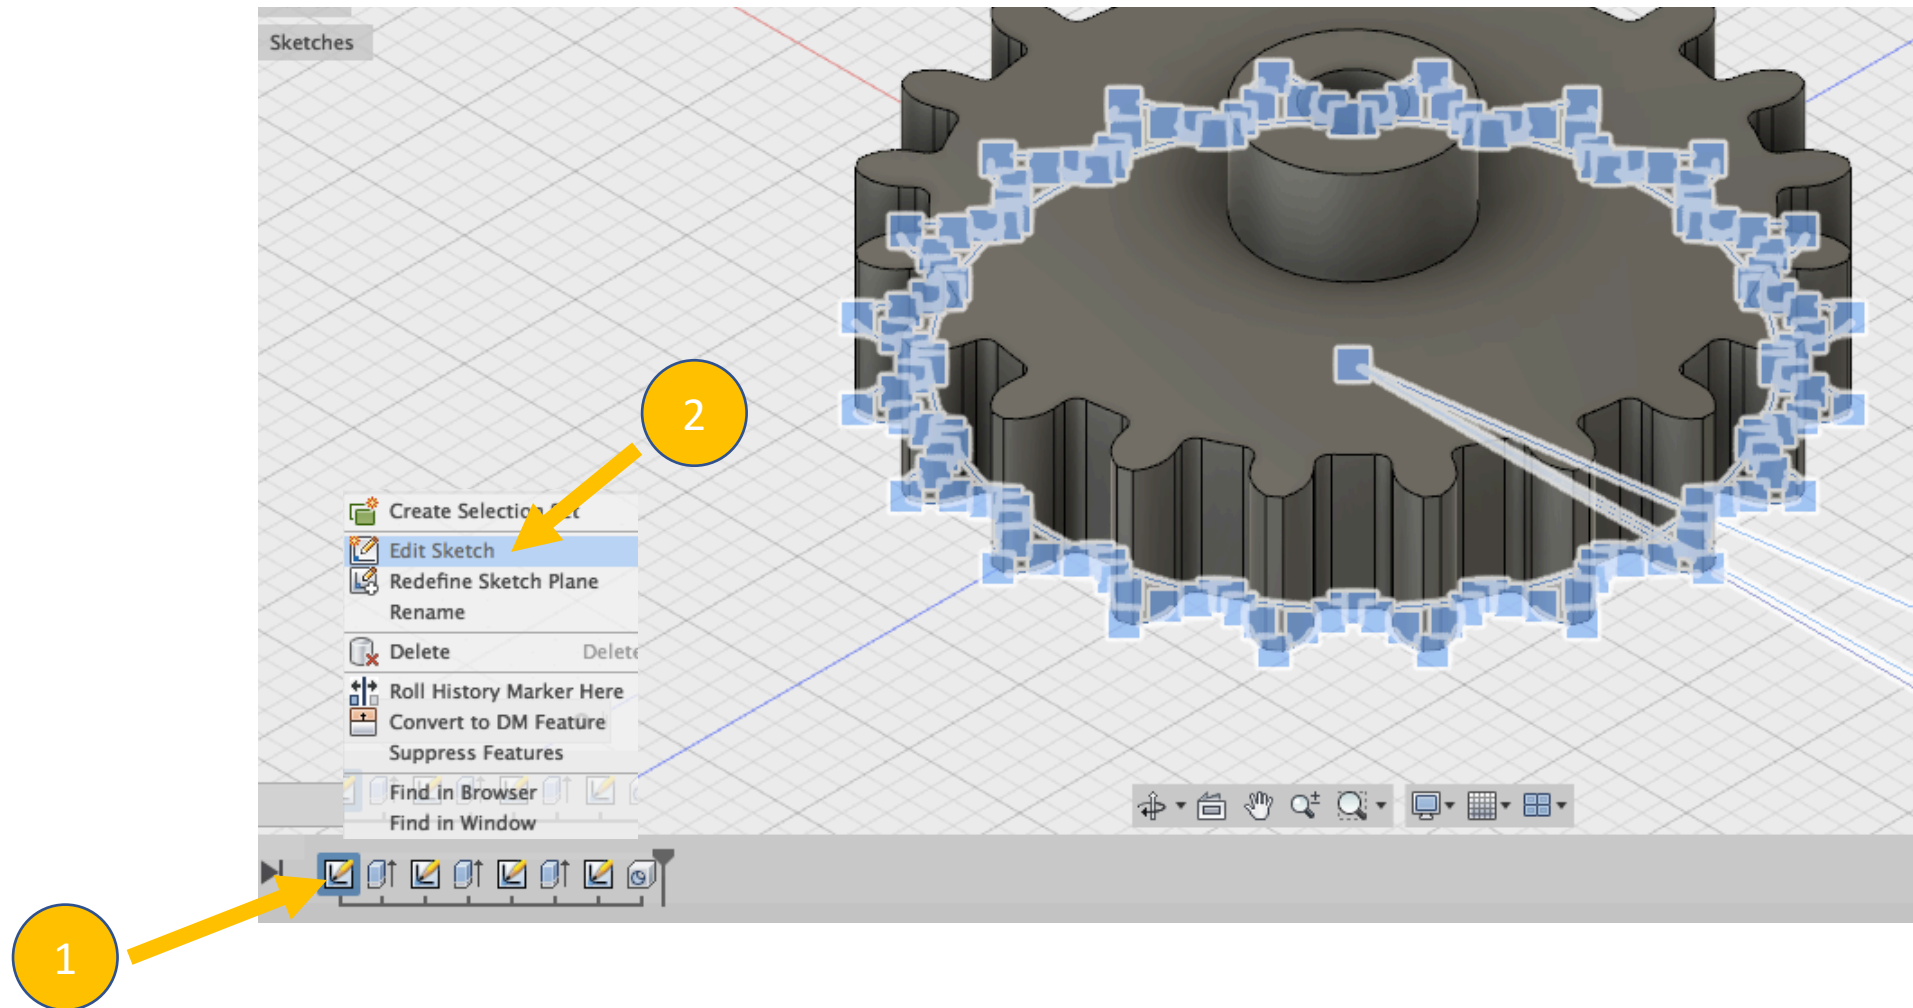 Sketches
2
Create Selection Set
Edit Sketch
Redefine Sketch Plane
Rename
Delete Delete
Roll History Marker Here
Convert to DM Feature
Suppress Features
Find in Browser
Find in Window
1